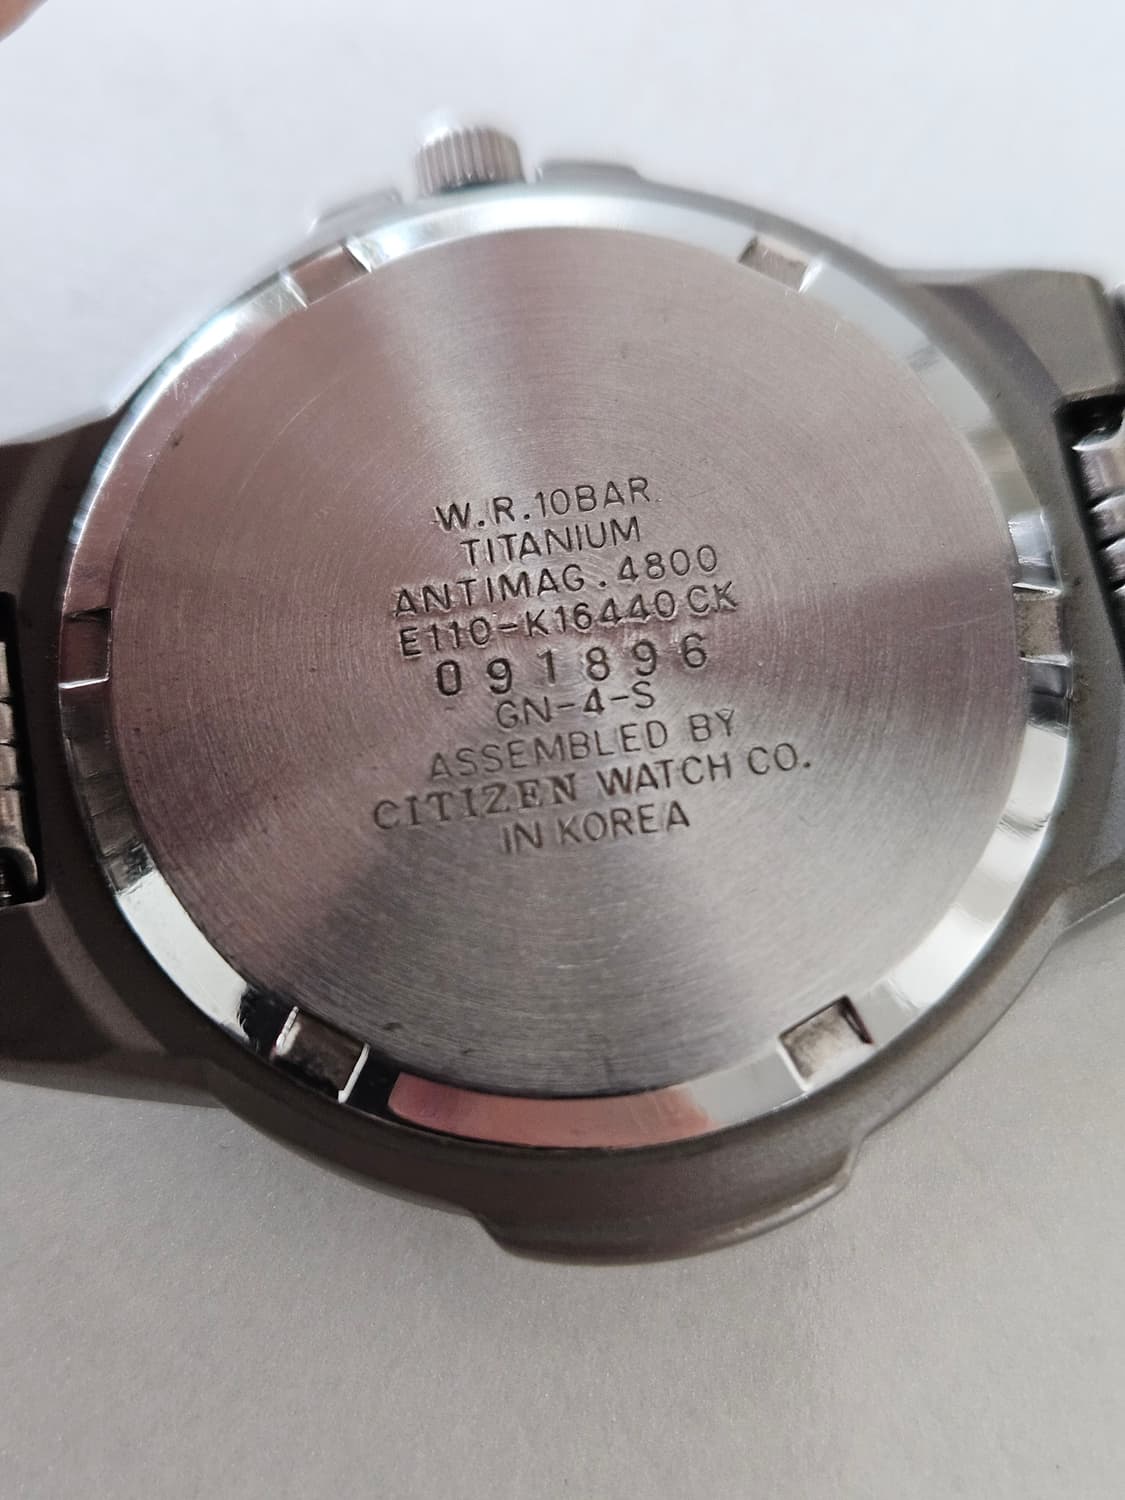 W.R.10BAR
TITANIUM
ANTIMAG.4800
E110-K16440 CK
091896
GN-4-S
ASSEMBLED BY
CITIZEN WATCH CO.
IN KOREA